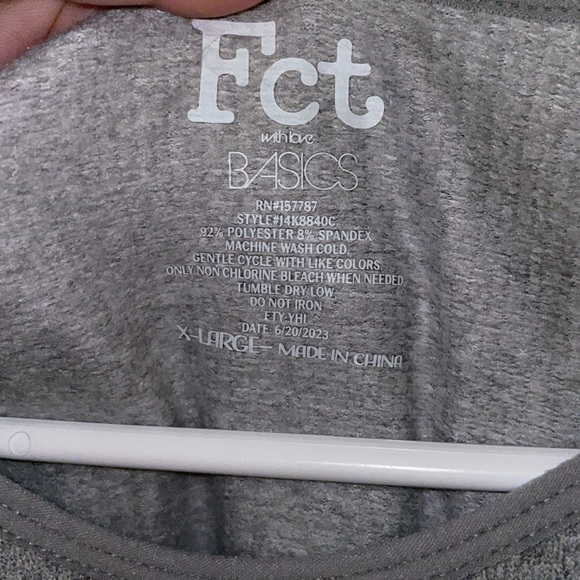 Fct
with love
BASICS
RN#157787
STYLE#J4K8840C
92% POLYESTER 8% SPANDEX
MACHINE WASH COLD,
GENTLE CYCLE WITH LIKE COLORS,
ONLY NON CHLORINE BLEACH WHEN NEEDED,
TUMBLE DRY LOW,
DO NOT IRON
FTY-YHI
DATE: 6/20/2023
X-LARGE- MADE IN CHINA